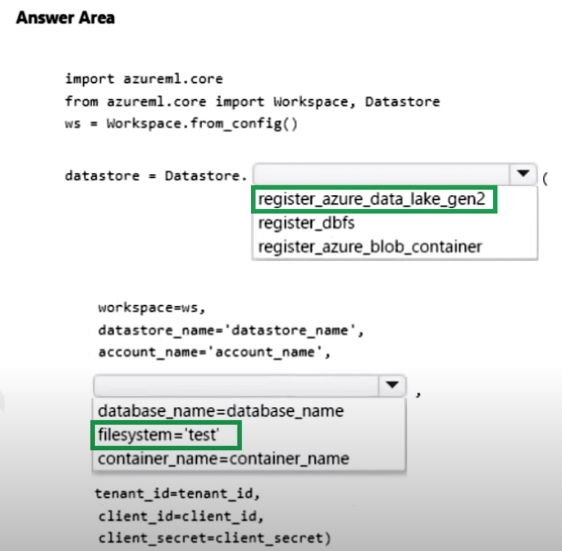 Answer Area
import azureml.core
from azureml.core import Workspace, Datastore
ws = Workspace.from_config()
datastore = Datastore. (
register_azure_data_lake_gen2
register_dbfs
register_azure_blob_container
workspace=ws,
datastore_name='datastore_name',
account_name='account_name',
,
database_name=database_name
filesystem='test'
container_name=container_name
tenant_id=tenant_id,
client_id=client_id,
client_secret=client_secret)